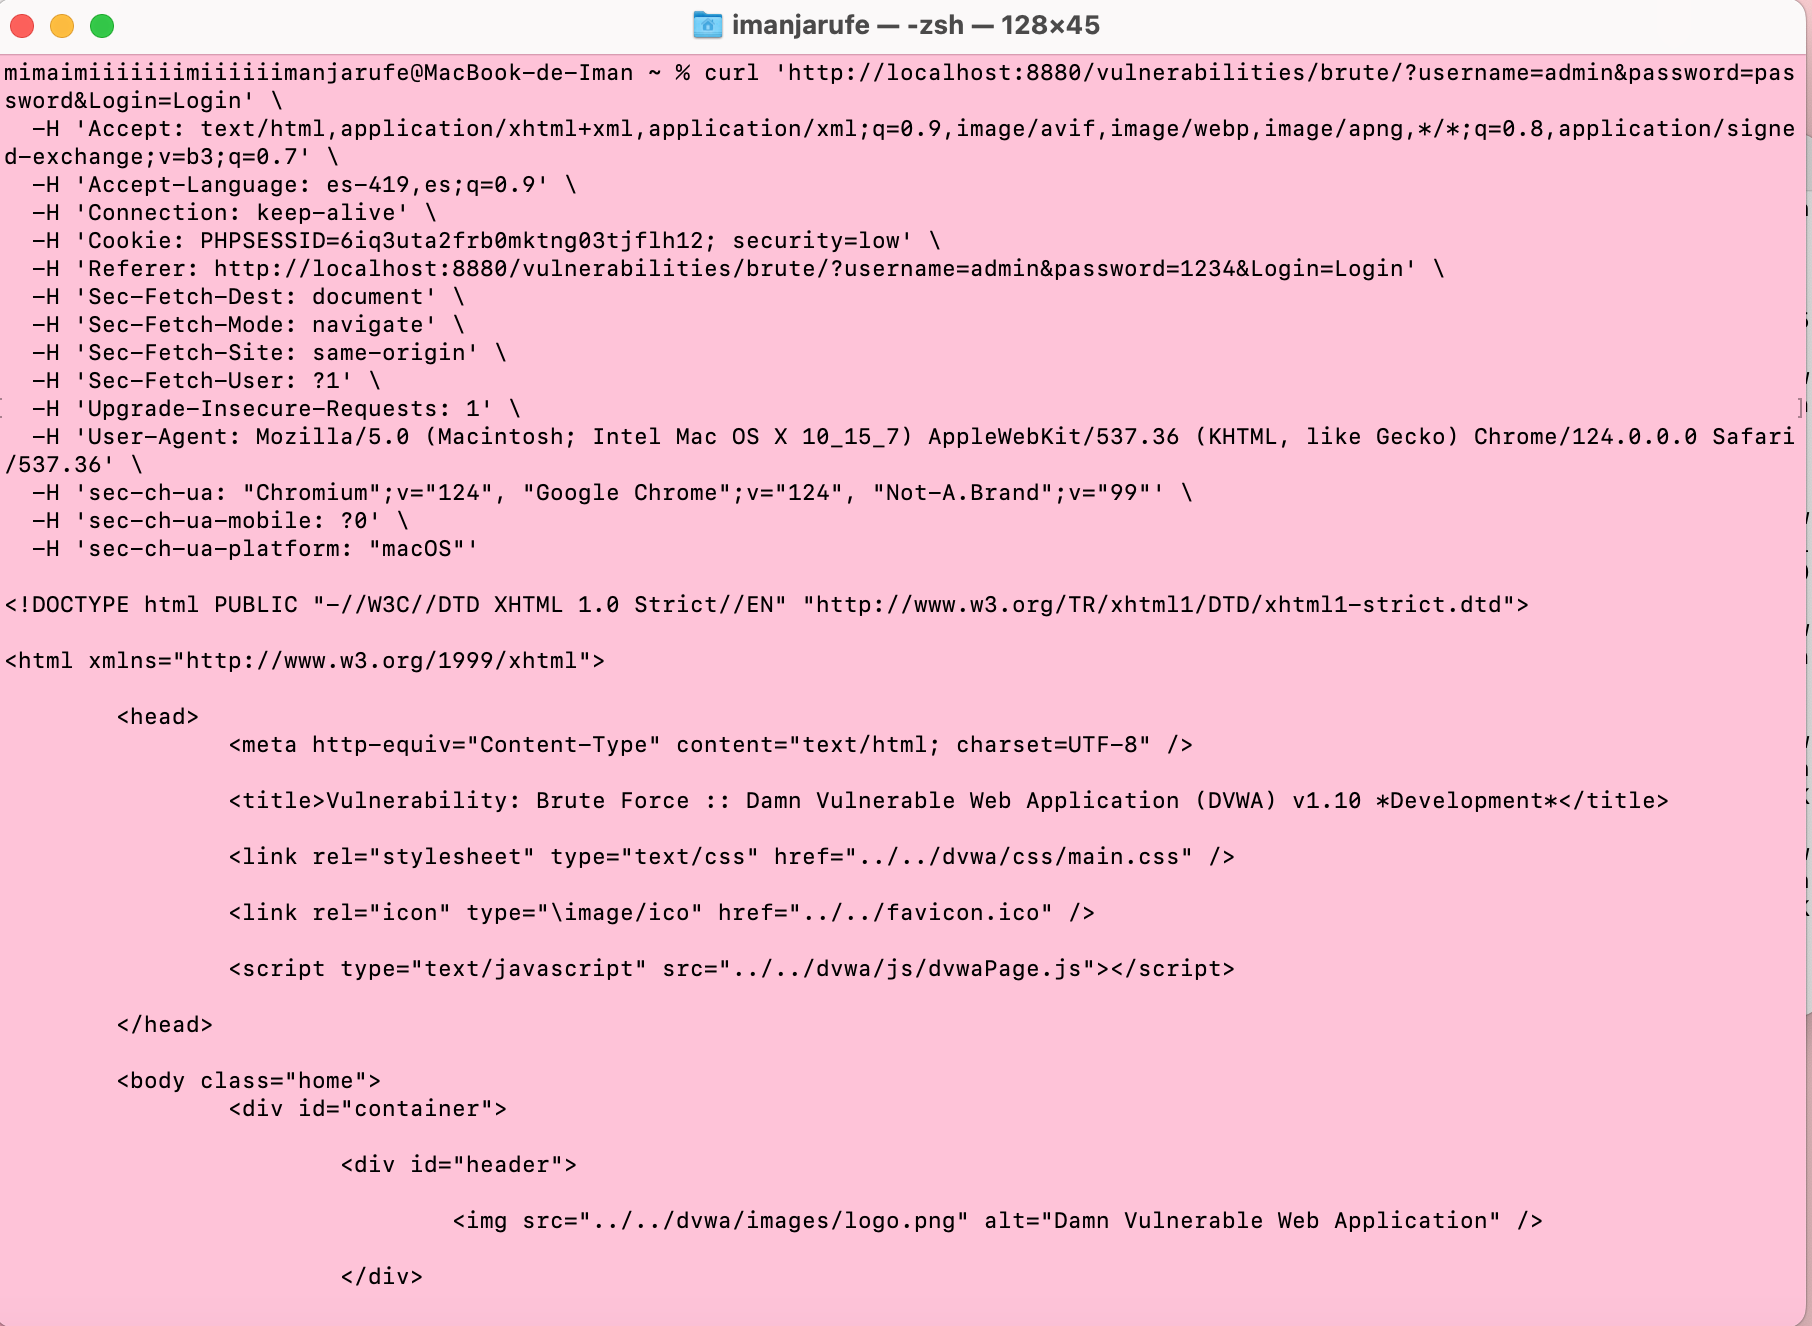 imanjarufe — -zsh — 128×45
mimaimiiiiiiimiiiiiimanjarufe@MacBook-de-Iman ~ % curl 'http://localhost:8880/vulnerabilities/brute/?username=admin&password=pas
sword&Login=Login' \
  -H 'Accept: text/html,application/xhtml+xml,application/xml;q=0.9,image/avif,image/webp,image/apng,*/*;q=0.8,application/signe
d-exchange;v=b3;q=0.7' \
  -H 'Accept-Language: es-419,es;q=0.9' \
  -H 'Connection: keep-alive' \
  -H 'Cookie: PHPSESSID=6iq3uta2frb0mktng03tjflh12; security=low' \
  -H 'Referer: http://localhost:8880/vulnerabilities/brute/?username=admin&password=1234&Login=Login' \
  -H 'Sec-Fetch-Dest: document' \
  -H 'Sec-Fetch-Mode: navigate' \
  -H 'Sec-Fetch-Site: same-origin' \
  -H 'Sec-Fetch-User: ?1' \
  -H 'Upgrade-Insecure-Requests: 1' \
  -H 'User-Agent: Mozilla/5.0 (Macintosh; Intel Mac OS X 10_15_7) AppleWebKit/537.36 (KHTML, like Gecko) Chrome/124.0.0.0 Safari
/537.36' \
  -H 'sec-ch-ua: "Chromium";v="124", "Google Chrome";v="124", "Not-A.Brand";v="99"' \
  -H 'sec-ch-ua-mobile: ?0' \
  -H 'sec-ch-ua-platform: "macOS"'
<!DOCTYPE html PUBLIC "-//W3C//DTD XHTML 1.0 Strict//EN" "http://www.w3.org/TR/xhtml1/DTD/xhtml1-strict.dtd">
<html xmlns="http://www.w3.org/1999/xhtml">
        <head>
                <meta http-equiv="Content-Type" content="text/html; charset=UTF-8" />
                <title>Vulnerability: Brute Force :: Damn Vulnerable Web Application (DVWA) v1.10 *Development*</title>
                <link rel="stylesheet" type="text/css" href="../../dvwa/css/main.css" />
                <link rel="icon" type="\image/ico" href="../../favicon.ico" />
                <script type="text/javascript" src="../../dvwa/js/dvwaPage.js"></script>
        </head>
        <body class="home">
                <div id="container">
                        <div id="header">
                                <img src="../../dvwa/images/logo.png" alt="Damn Vulnerable Web Application" />
                        </div>